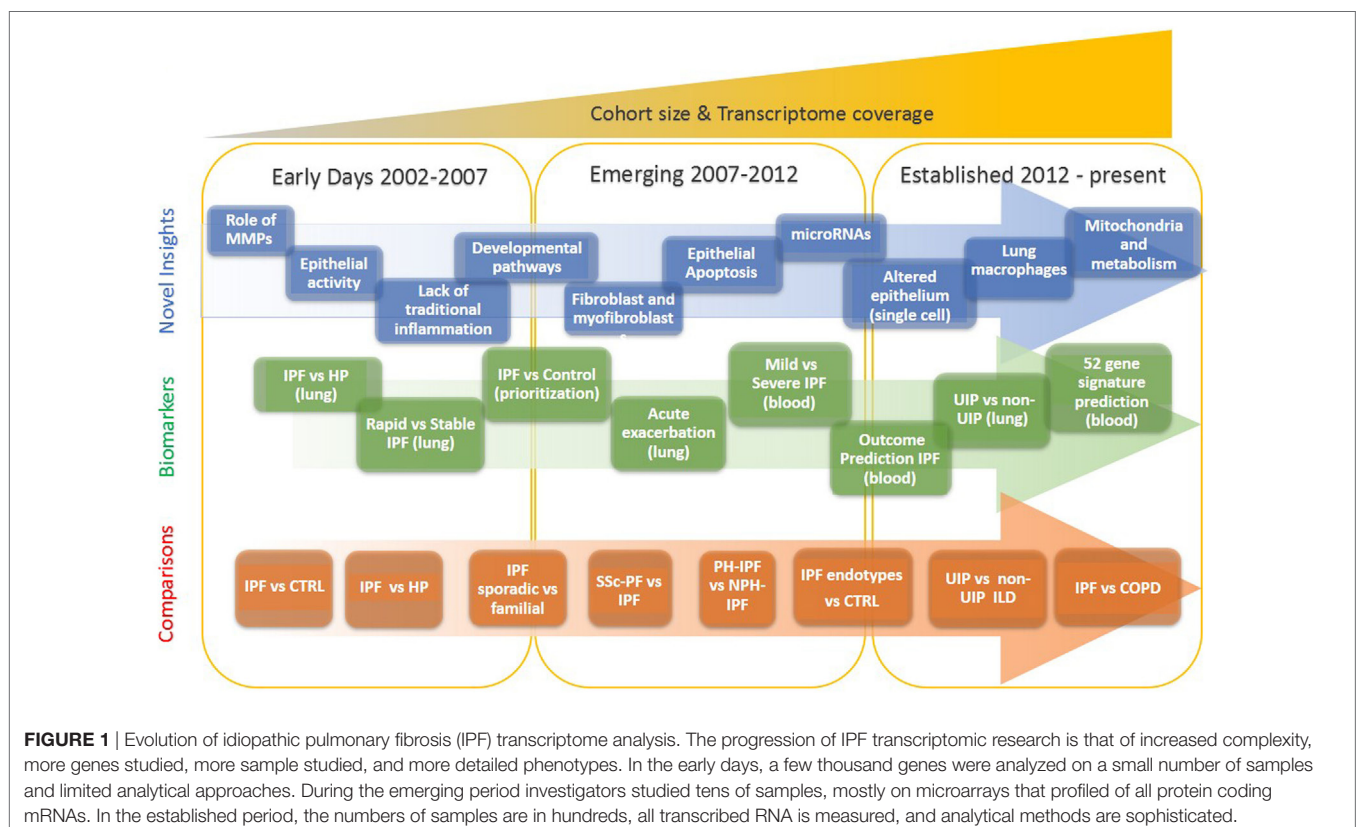 Cohort size & Transcriptome coverage
Early Days 2002-2007
Emerging 2007-2012
Established 2012 - present
Novel Insights
Role of
MMPs
Epithelial
activity
Lack of
traditional
inflammation
Developmental
pathways
Fibroblast and
myofibroblast
s
Epithelial
Apoptosis
microRNAs
Altered
epithelium
(single cell)
Lung
macrophages
Mitochondria
and
metabolism
Biomarkers
IPF vs HP
(lung)
Rapid vs Stable
IPF (lung)
IPF vs Control
(prioritization)
Acute
exacerbation
(lung)
Mild vs
Severe IPF
(blood)
Outcome
Prediction IPF
(blood)
UIP vs non-
UIP (lung)
52 gene
signature
prediction
(blood)
Comparisons
IPF vs CTRL
IPF vs HP
IPF
sporadic vs
familial
SSc-PF vs
IPF
PH-IPF
vs NPH-
IPF
IPF endotypes
vs CTRL
UIP vs non-
UIP ILD
IPF vs COPD
FIGURE 1 | Evolution of idiopathic pulmonary fibrosis (IPF) transcriptome analysis. The progression of IPF transcriptomic research is that of increased complexity,
more genes studied, more sample studied, and more detailed phenotypes. In the early days, a few thousand genes were analyzed on a small number of samples
and limited analytical approaches. During the emerging period investigators studied tens of samples, mostly on microarrays that profiled of all protein coding
mRNAs. In the established period, the numbers of samples are in hundreds, all transcribed RNA is measured, and analytical methods are sophisticated.